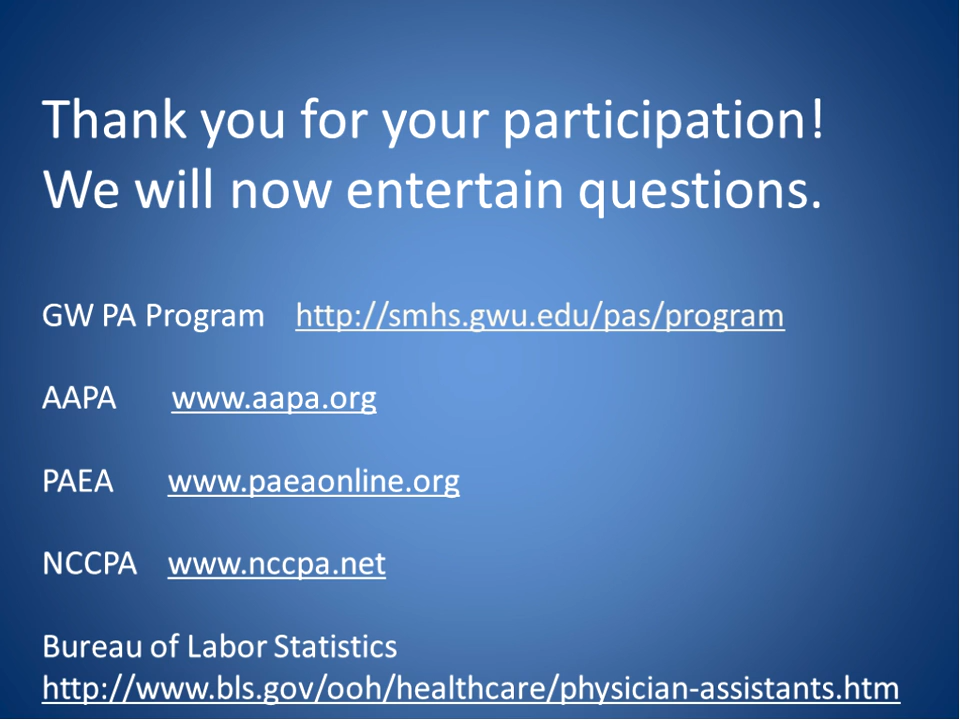 Thank you for your participation!
We will now entertain questions.
GW PA Program http://smhs.gwu.edu/pas/program
AAPA www.aapa.org
PAEA www.paeaonline.org
NCCPA www.nccpa.net
Bureau of Labor Statistics
http://www.bls.gov/ooh/healthcare/physician-assistants.htm